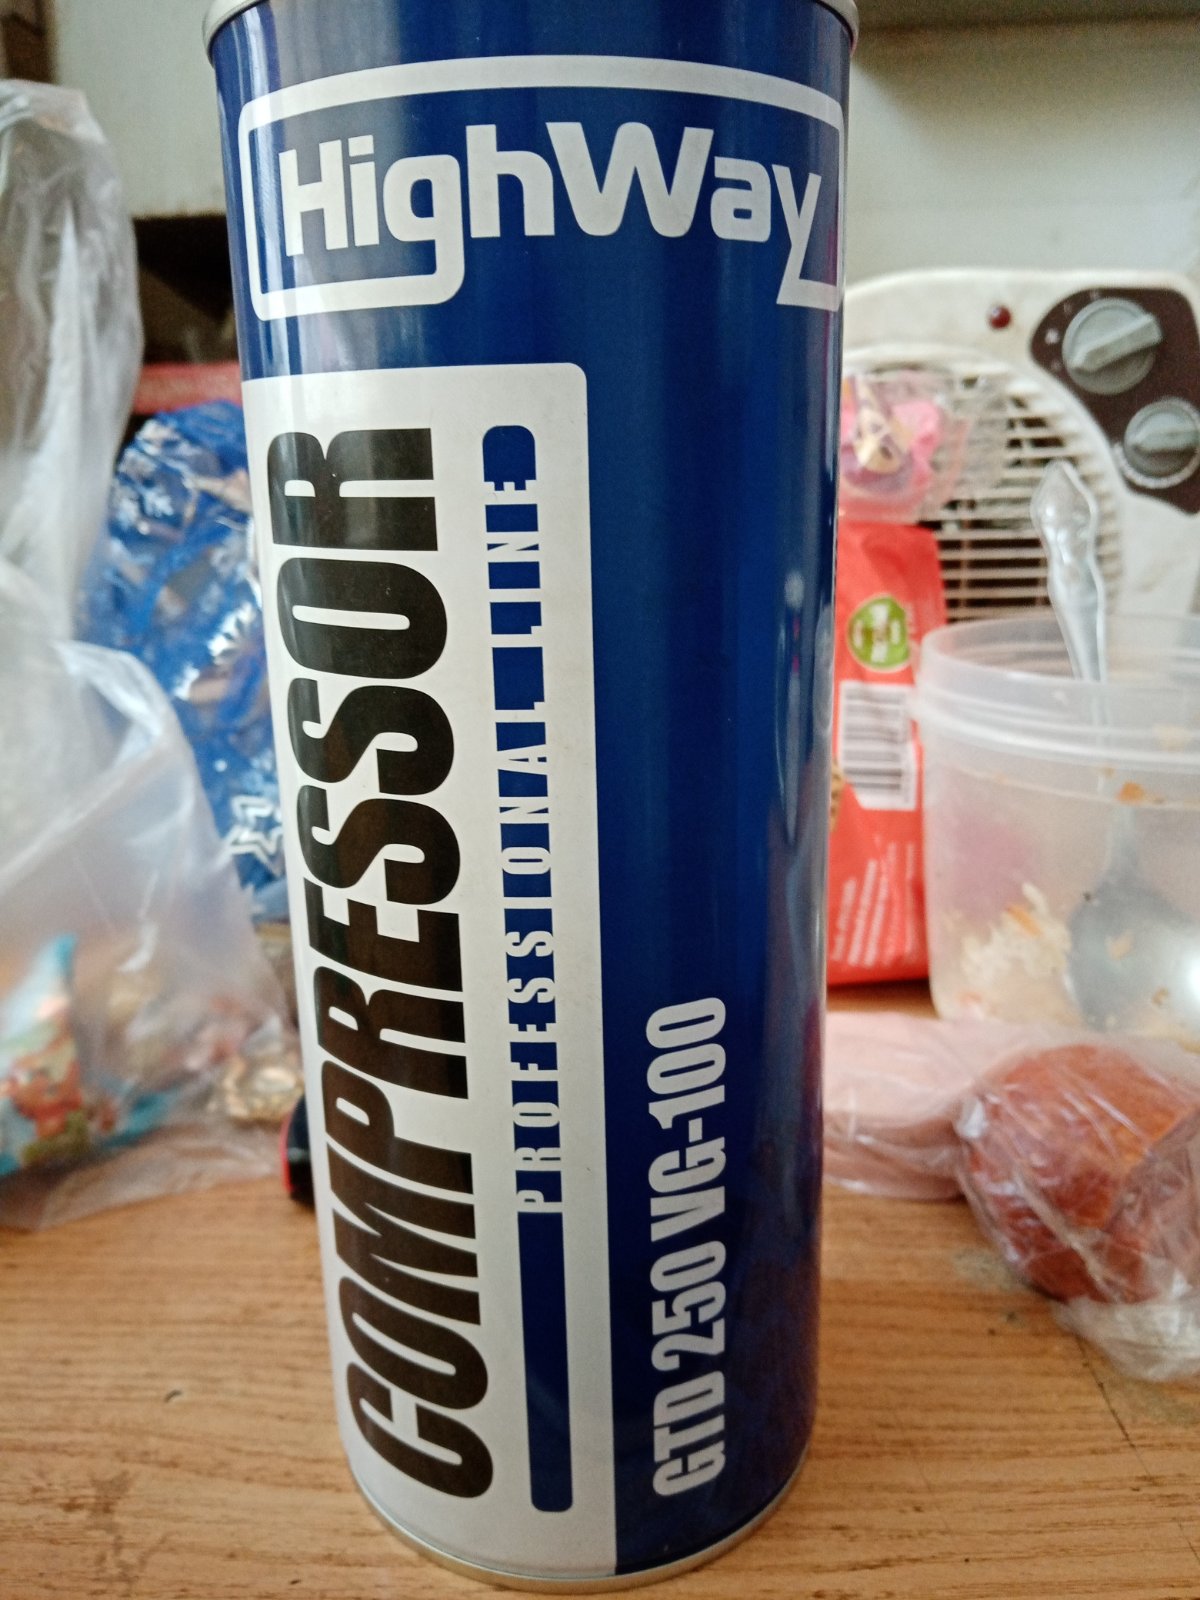 HighWay
COMPRESSOR
PROFESSIONAL LINE
GTD 250 VG-100